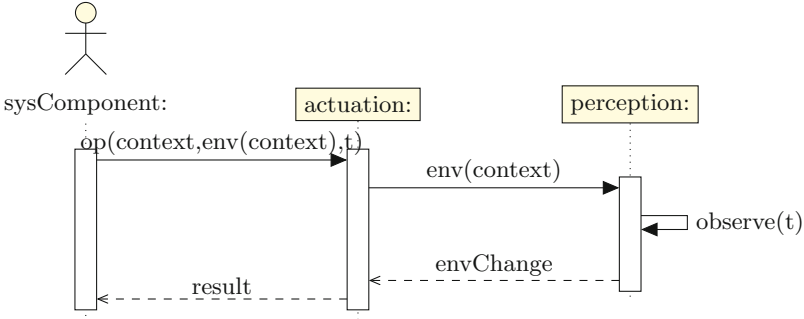 sysComponent:
actuation:
perception:
op(context,env(context),t)
env(context)
observe(t)
envChange
result